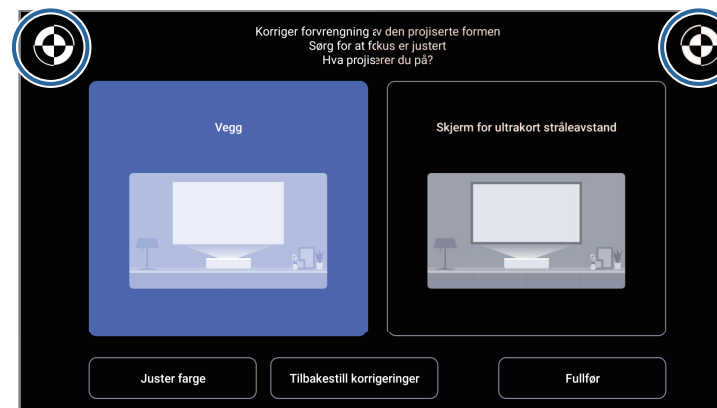 Korriger forvrengning av den projiserte formen
Sørg for at fokus er justert
Hva projiserer du på?
Vegg
Skjerm for ultrakort stråleavstand
Juster farge
Tilbakestill korrigeringer
Fullfør